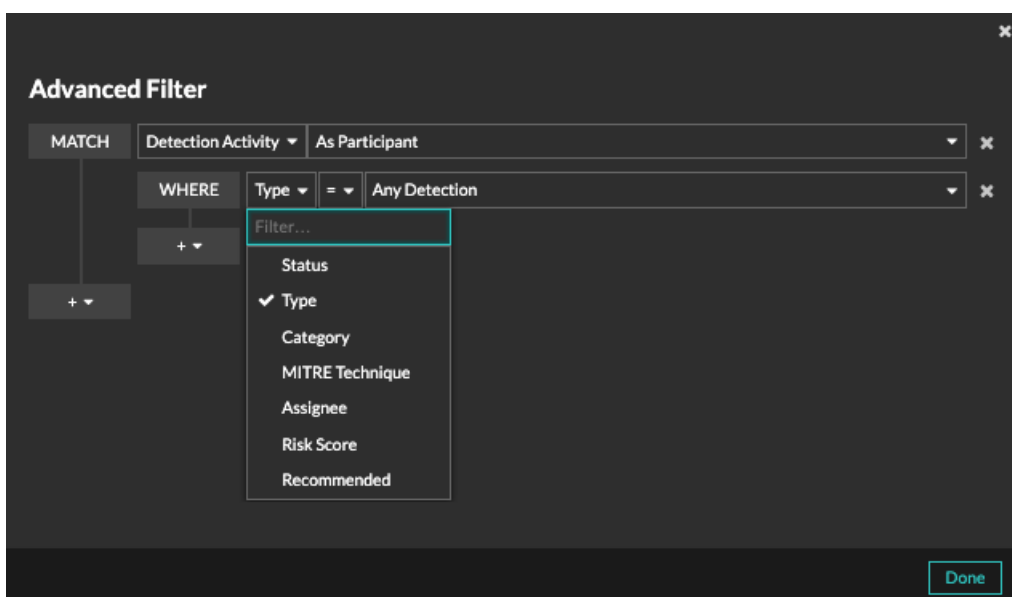 Advanced Filter
MATCH Detection Activity As Participant
WHERE Type = Any Detection
Filter...
+
Status
+
Type
Category
MITRE Technique
Assignee
Risk Score
Recommended
Done